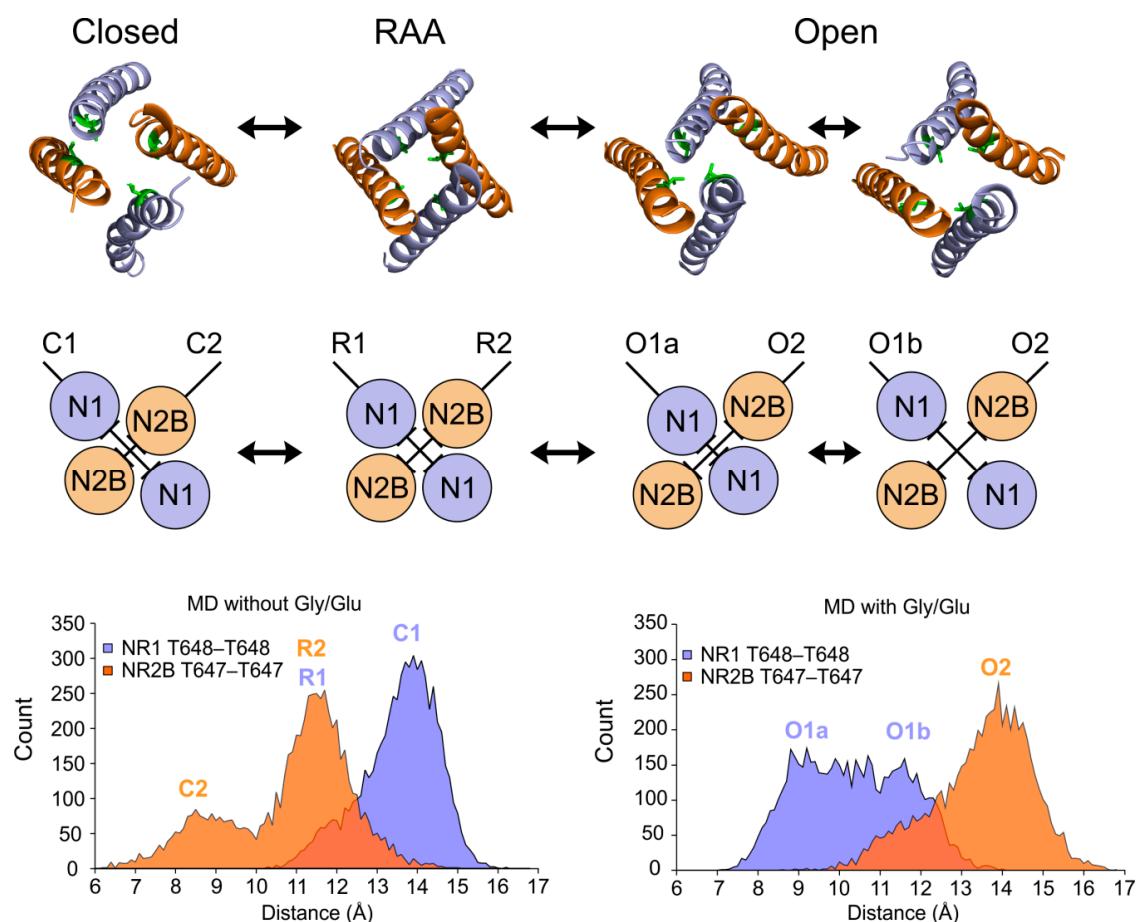 Closed RAA Open
C1 C2 R1 R2 O1a O2 O1b O2
N1 N2B N1 N2B N1 N2B N1 N2B
N2B N1 N2B N1 N2B N1 N2B N1
MD without Gly/Glu
350
300
250
200
150
100
50
0
Count
NR1 T648–T648
NR2B T647–T647
C2
R2
R1
C1
6 7 8 9 10 11 12 13 14 15 16 17
Distance (Å)
MD with Gly/Glu
350
300
250
200
150
100
50
0
Count
NR1 T648–T648
NR2B T647–T647
O1a
O1b
O2
6 7 8 9 10 11 12 13 14 15 16 17
Distance (Å)